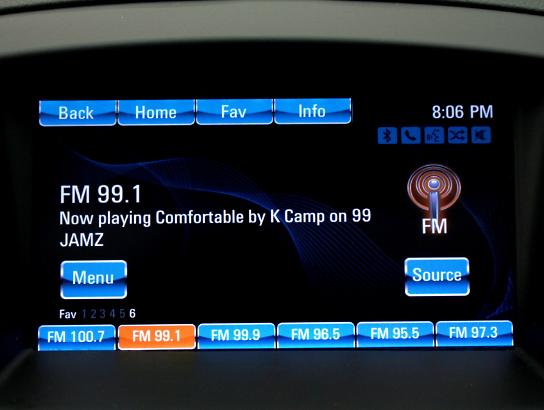 Back Home Fav Info 8:06 PM
FM 99.1
Now playing Comfortable by K Camp on 99
JAMZ
FM
Menu Source
Fav 1 2 3 4 5 6
FM 100.7 FM 99.1 FM 99.9 FM 96.5 FM 95.5 FM 97.3